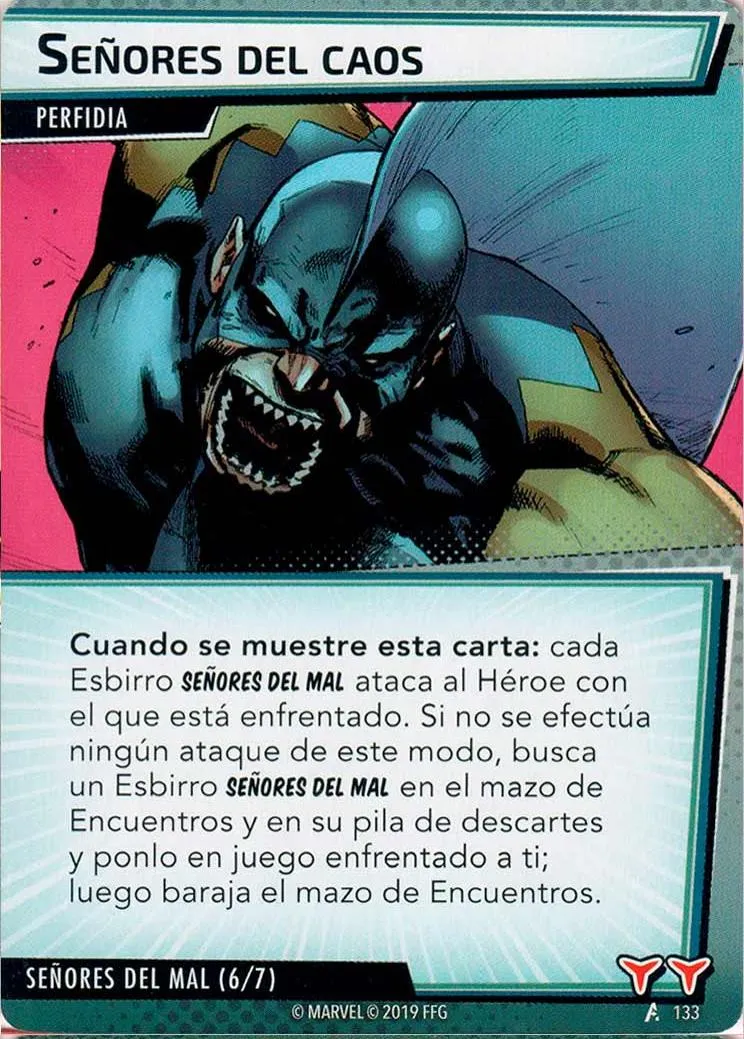 SEÑORES DEL CAOS
PERFIDIA
Cuando se muestre esta carta: cada
Esbirro SEÑORES DEL MAL ataca al Héroe con
el que está enfrentado. Si no se efectúa
ningún ataque de este modo, busca
un Esbirro SEÑORES DEL MAL en el mazo de
Encuentros y en su pila de descartes
y ponlo en juego enfrentado a ti;
luego baraja el mazo de Encuentros.
SEÑORES DEL MAL (6/7)
© MARVEL © 2019 FFG
133